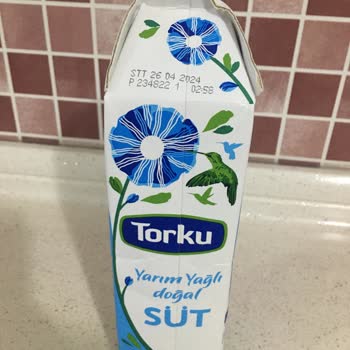 STT 26 04 2024
P 234822 1 02:58
Torku
Yarım Yağlı
doğal
SÜT